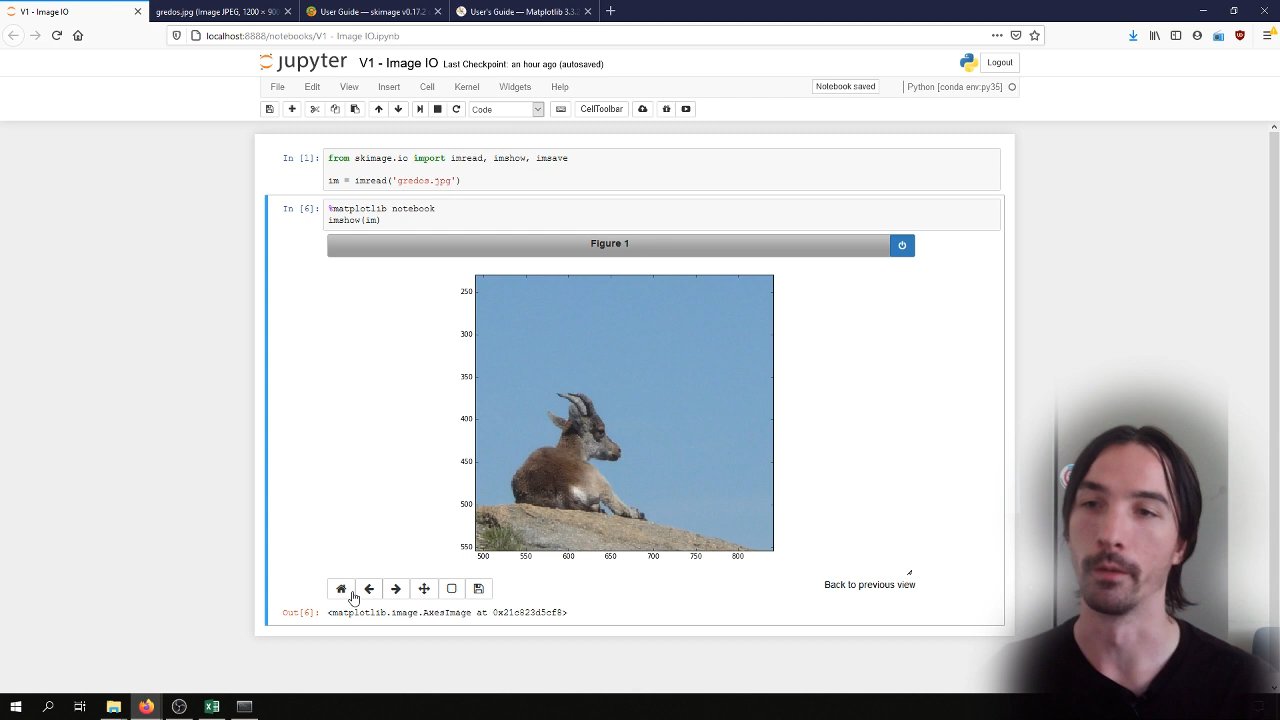 V1 - Image IO
gredos.jpg (Image JPEG, 1200 × 900
User Guide — skimage v0.17.2
User's Guide — Matplotlib 3.3.2
localhost:8888/notebooks/V1 - Image IO.ipynb
jupyter V1 - Image IO Last Checkpoint: an hour ago (autosaved)
Logout
File Edit View Insert Cell Kernel Widgets Help
Notebook saved
Python [conda env:py35]
Code
CellToolbar
In [1]:
from skimage.io import imread, imshow, imsave
im = imread('gredos.jpg')
In [6]:
%matplotlib notebook
imshow(im)
Figure 1
250
300
350
400
450
500
550
500 550 600 650 700 750 800
Back to previous view
Out[6]: <matplotlib.image.AxesImage at 0x21c823d5cf8>